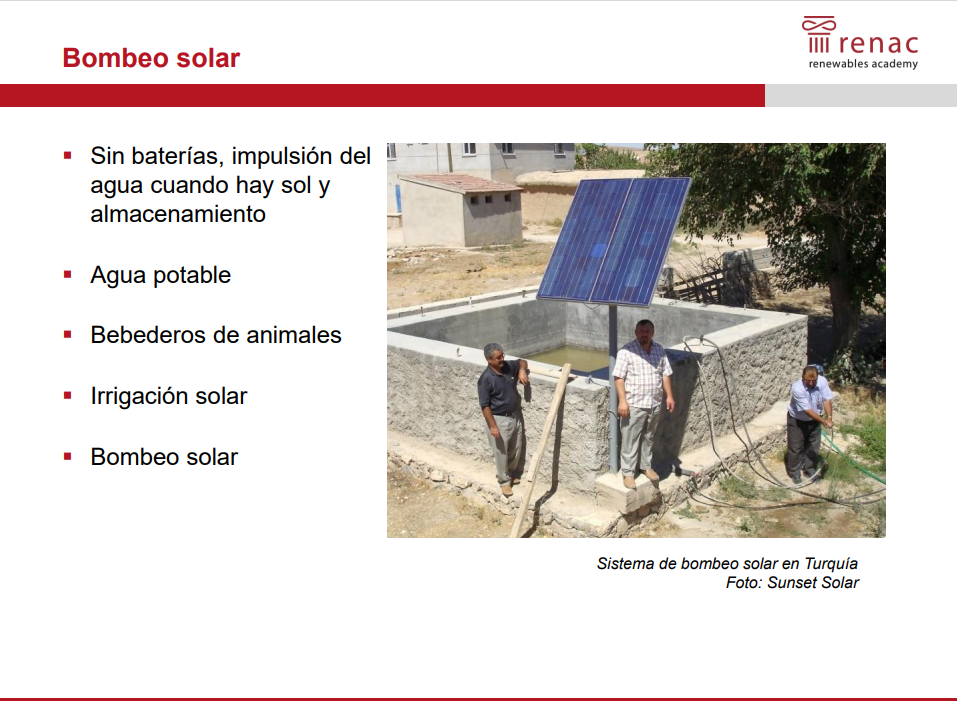 Bombeo solar
renac
renewables academy
Sin baterías, impulsión del
agua cuando hay sol y
almacenamiento
Agua potable
Bebederos de animales
Irrigación solar
Bombeo solar
Sistema de bombeo solar en Turquía
Foto: Sunset Solar